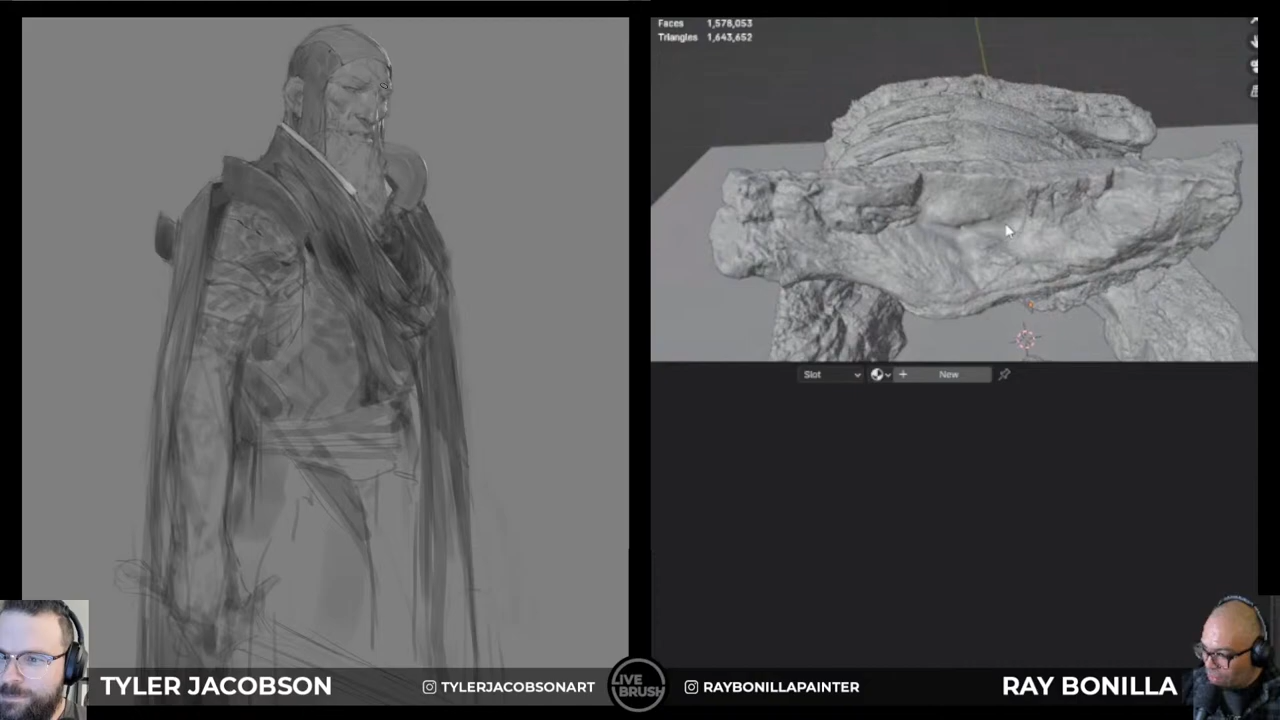 Faces 1,578,053
Triangles 1,643,652
Slot
New
TYLER JACOBSON
TYLERJACOBSONART
LIVE
BRUSH
RAYBONILLAPAINTER
RAY BONILLA